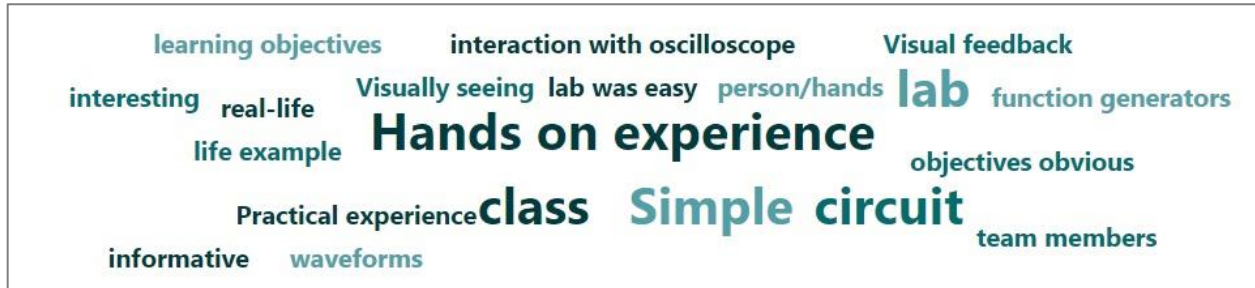 learning objectives interaction with oscilloscope Visual feedback
interesting real-life Visually seeing lab was easy person/hands lab function generators
Hands on experience
life example objectives obvious
Practical experience class Simple circuit
team members
informative waveforms